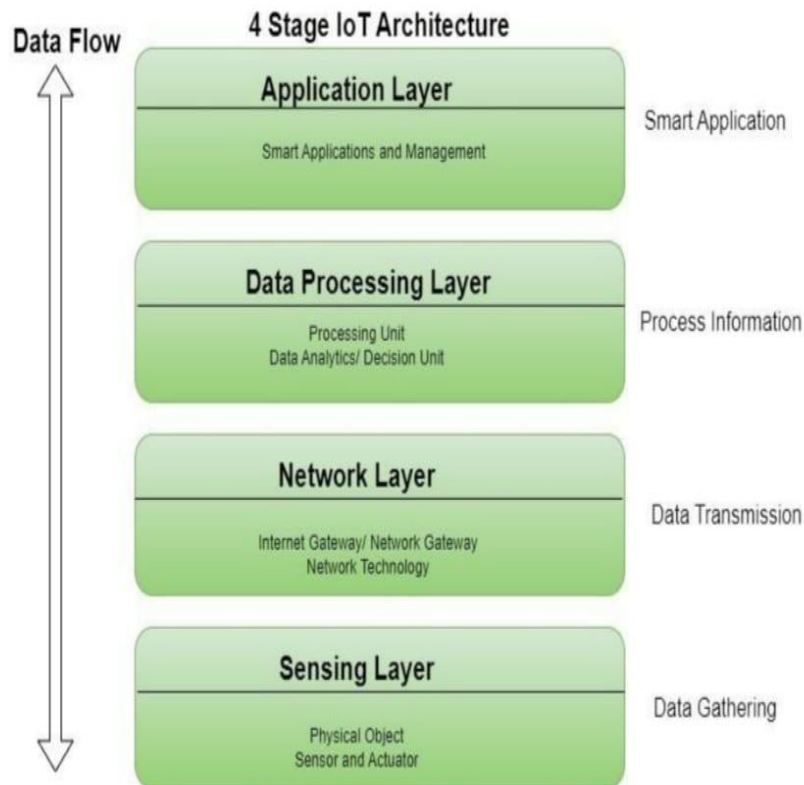 4 Stage IoT Architecture
Data Flow
Application Layer
Smart Applications and Management
Smart Application
Data Processing Layer
Processing Unit
Data Analytics/ Decision Unit
Process Information
Network Layer
Internet Gateway/ Network Gateway
Network Technology
Data Transmission
Sensing Layer
Physical Object
Sensor and Actuator
Data Gathering